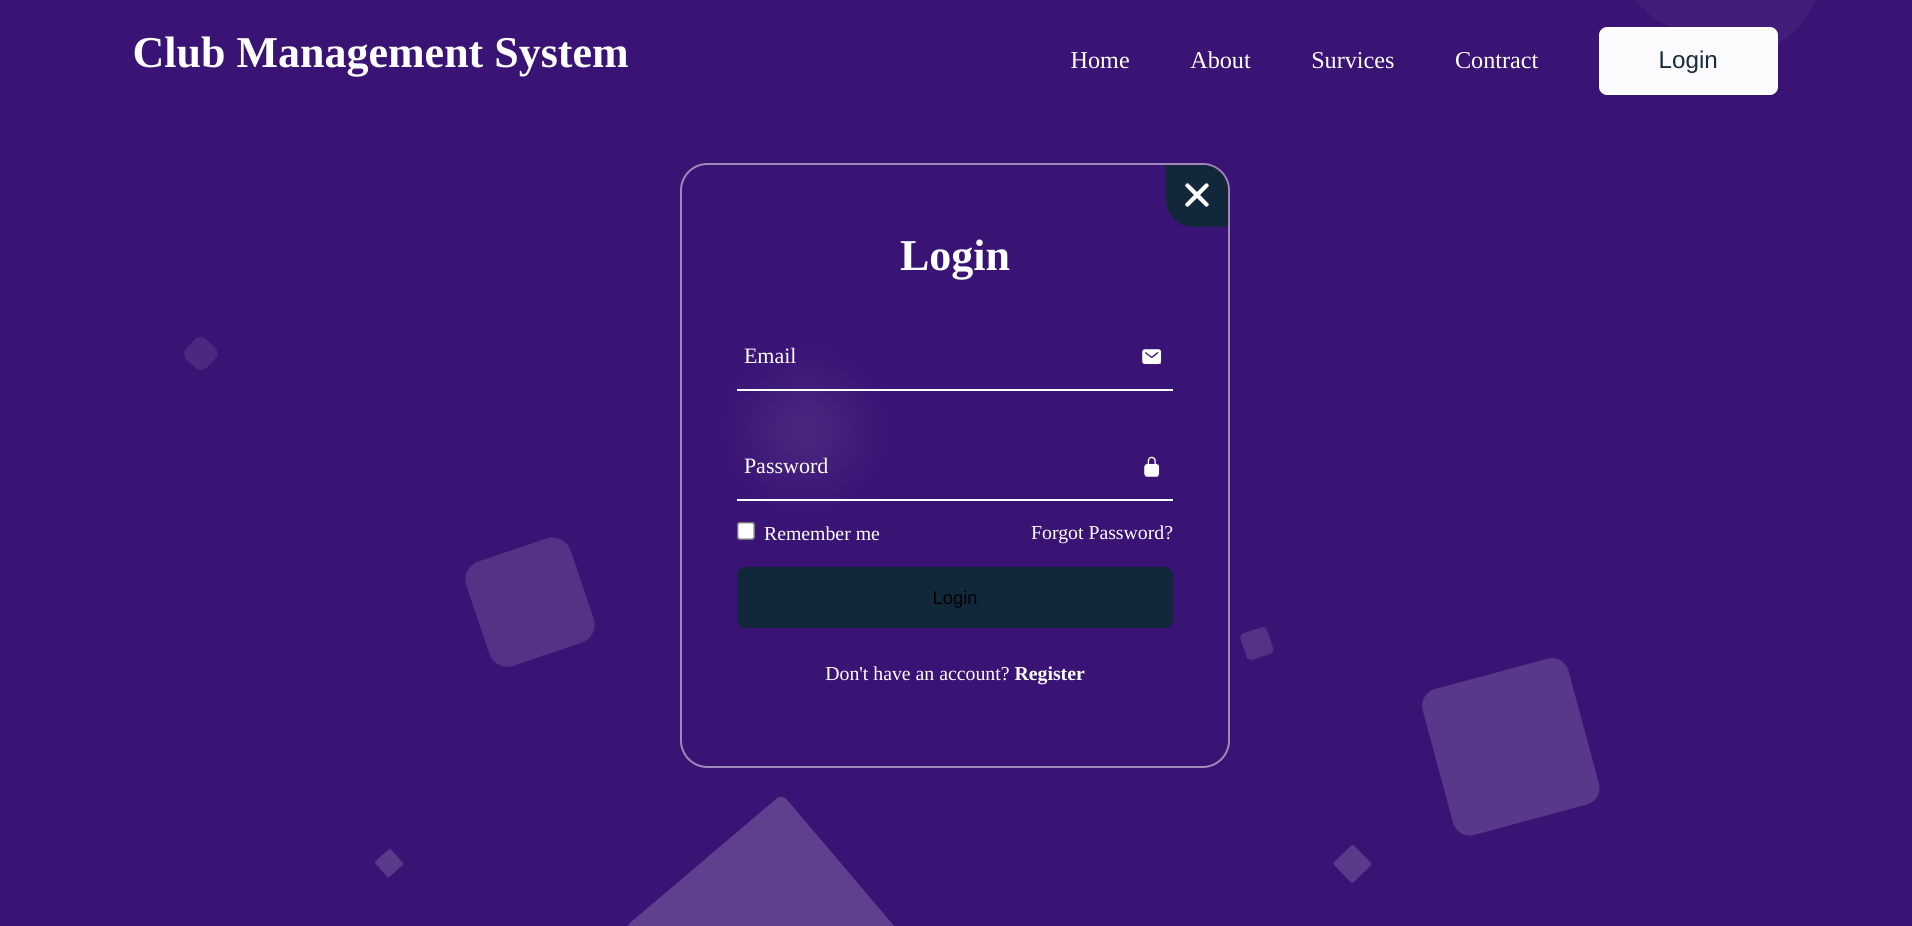 Club Management System
Home About Survices Contract Login
Login
Email
Password
Remember me Forgot Password?
Login
Don't have an account? Register